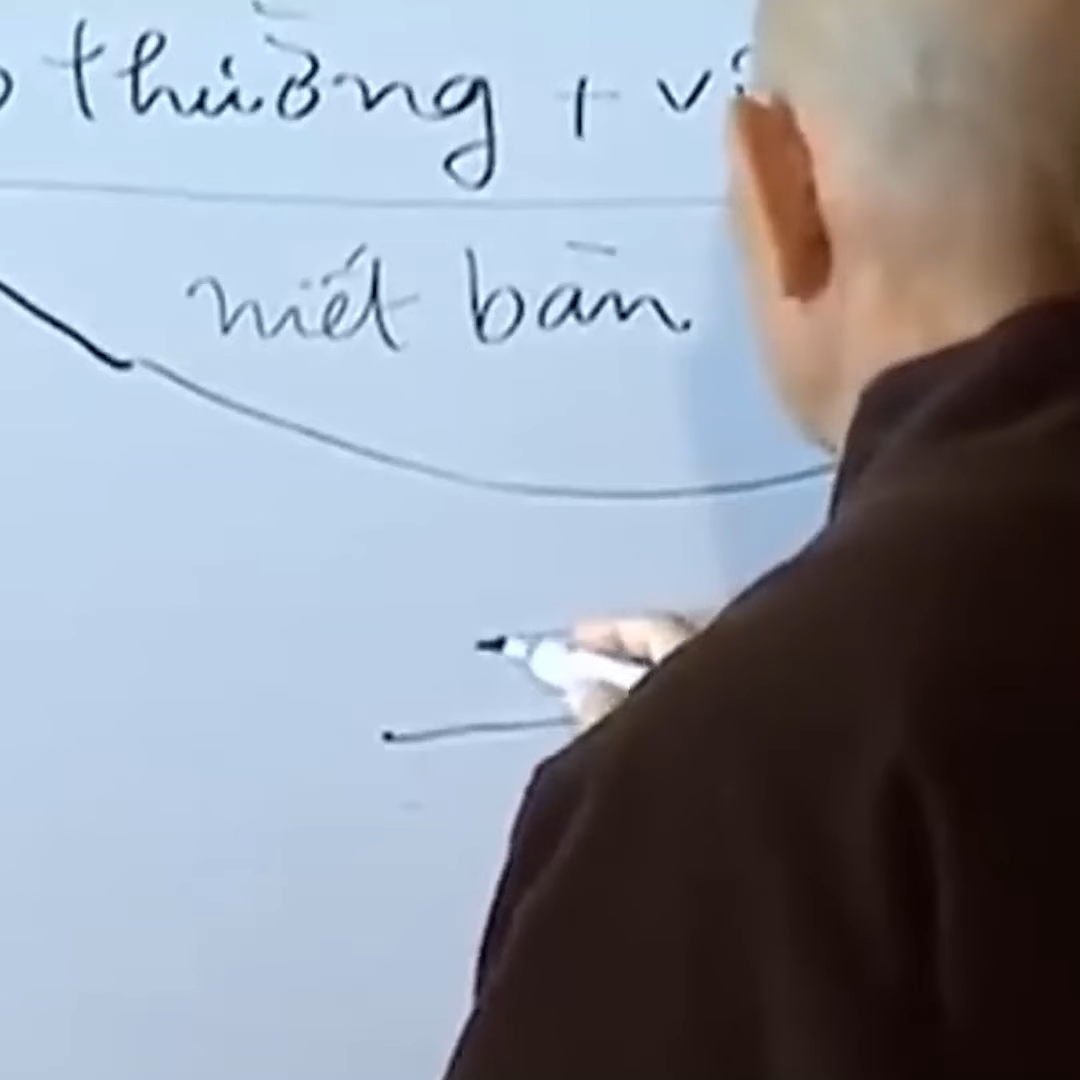 thường +
niết bàn